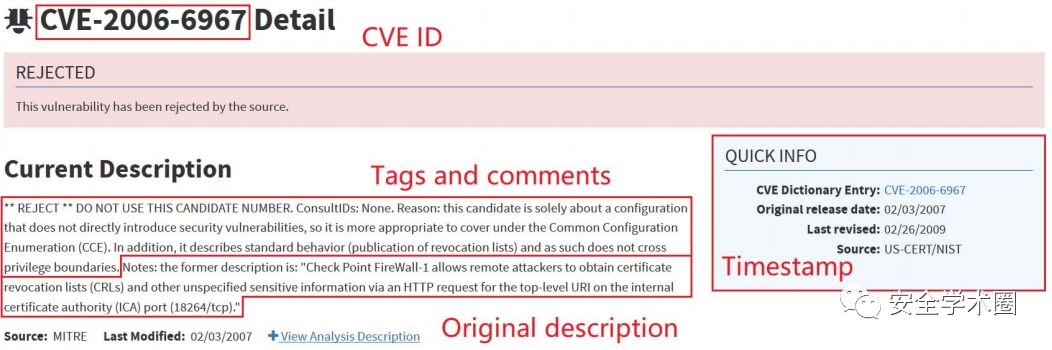 CVE-2006-6967 Detail
CVE ID
REJECTED
This vulnerability has been rejected by the source.
Current Description
Tags and comments
** REJECT ** DO NOT USE THIS CANDIDATE NUMBER. ConsultIDs: None. Reason: this candidate is solely about a configuration
that does not directly introduce security vulnerabilities, so it is more appropriate to cover under the Common Configuration
Enumeration (CCE). In addition, it describes standard behavior (publication of revocation lists) and as such does not cross
privilege boundaries. Notes: the former description is: "Check Point FireWall-1 allows remote attackers to obtain certificate
revocation lists (CRLs) and other unspecified sensitive information via an HTTP request for the top-level URI on the internal
certificate authority (ICA) port (18264/tcp)."
Original description
Source: MITRE Last Modified: 02/03/2007 +View Analysis Description
QUICK INFO
CVE Dictionary Entry: CVE-2006-6967
Original release date: 02/03/2007
Last revised: 02/26/2009
Source: US-CERT/NIST
Timestamp
安全学术圈